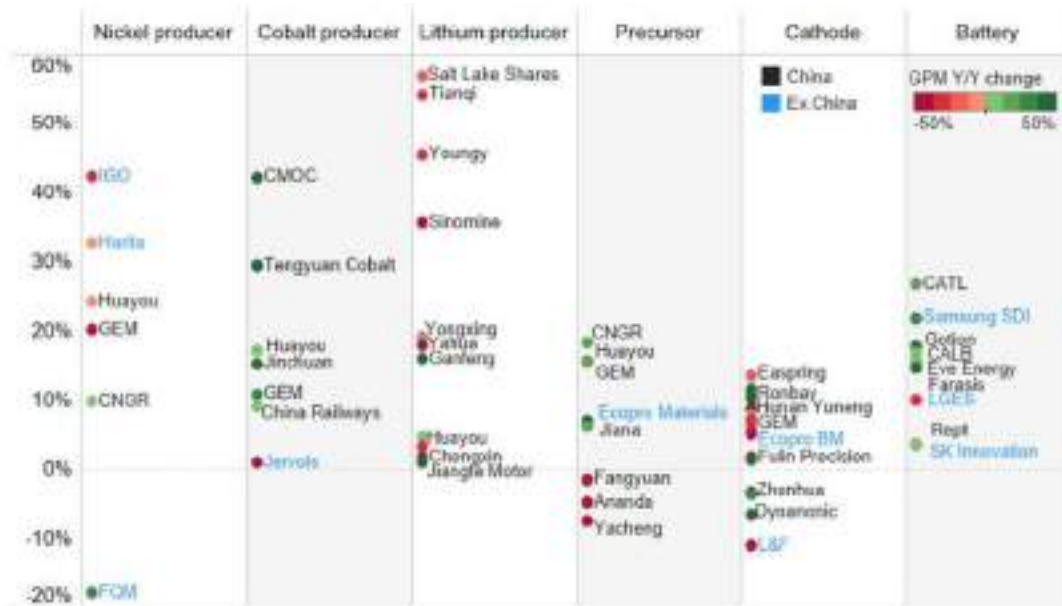 Nickel producer
Cobalt producer
Lithium producer
Precursor
Cathode
Battery
60%
50%
40%
30%
20%
10%
0%
-10%
-20%
China
Ex.China
GPM Y/Y change
-50%
50%
IGO
Harita
Huayou
GEM
CNGR
FQM
CMOC
Tengyuan Cobalt
Huayou
Jinchuan
GEM
China Railways
Jervois
Salt Lake Shares
Tianqi
Youngy
Sinomine
Yongxing
Yahua
Ganfeng
Huayou
Chengxin
Jiangte Motor
CNGR
Huayou
GEM
Ecopro Materials
Jiana
Fangyuan
Ananda
Yacheng
Easpring
Ronbay
Hunan Yuneng
GEM
Ecopro BM
Fulin Precision
Zhenhua
Dynanonic
L&F
CATL
Samsung SDI
Gotion
CALB
Eve Energy
Farasis
LGES
Rept
SK Innovation